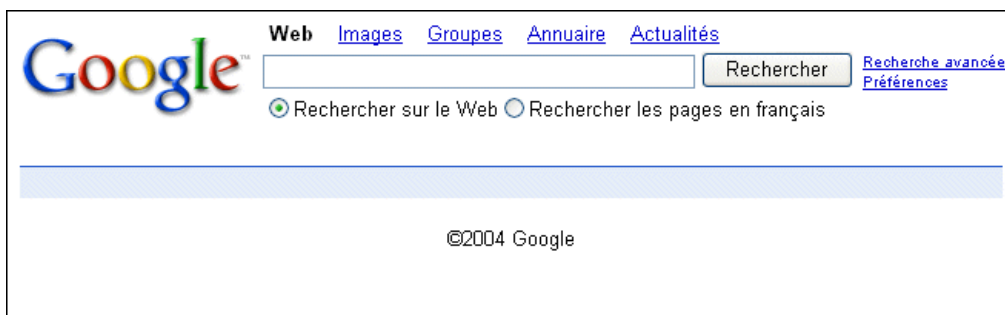 Google™
Web Images Groupes Annuaire Actualités
Rechercher
Recherche avancée
Préférences
Rechercher sur le Web Rechercher les pages en français
©2004 Google